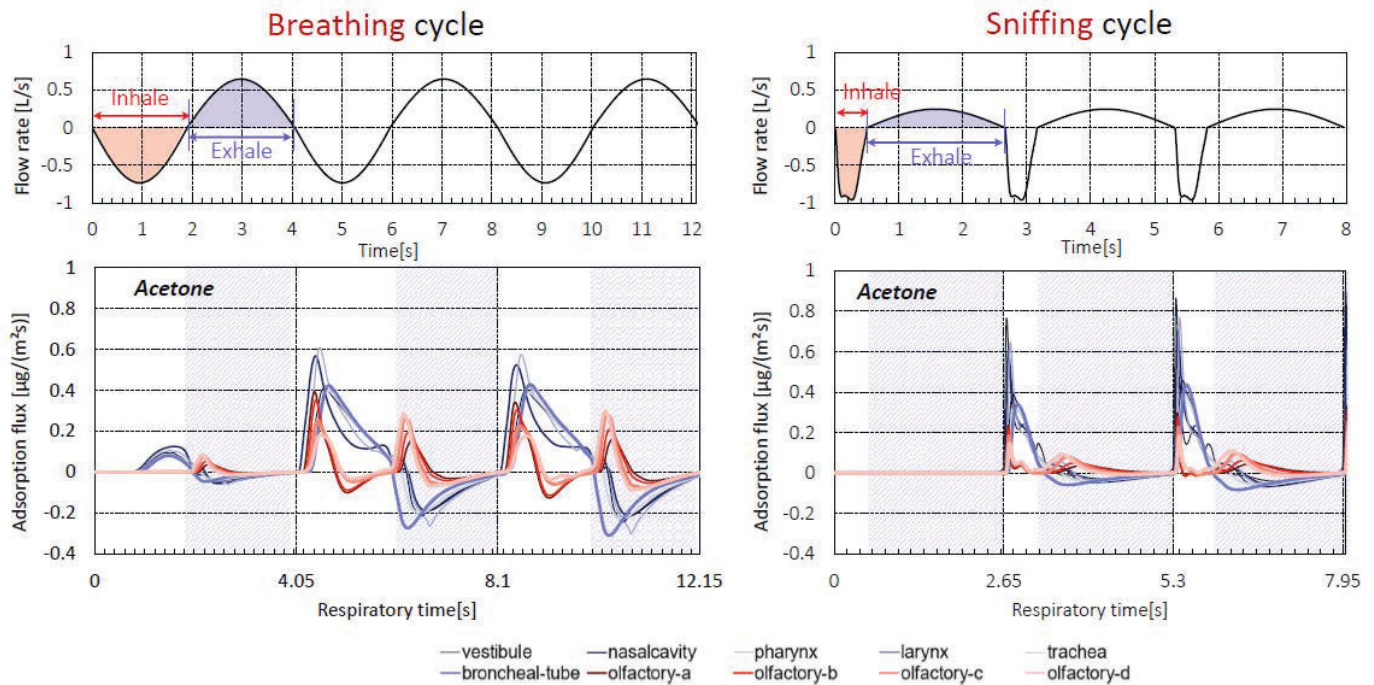 Breathing cycle
Flow rate [L/s]
1
0.5
0
-0.5
-1
Inhale
Exhale
0 1 2 3 4 5 6 7 8 9 10 11 12
Time[s]
Adsorption flux [μg/(m²s)]
1
0.8
0.6
0.4
0.2
0
-0.2
-0.4
Acetone
0 4.05 8.1 12.15
Respiratory time[s]
Sniffing cycle
Flow rate [L/s]
1
0.5
0
-0.5
-1
Inhale
Exhale
0 1 2 3 4 5 6 7 8
Time[s]
Adsorption flux [μg/(m²s)]
1
0.8
0.6
0.4
0.2
0
-0.2
-0.4
Acetone
0 2.65 5.3 7.95
Respiratory time[s]
vestibule nasalcavity pharynx larynx trachea
broncheal-tube olfactory-a olfactory-b olfactory-c olfactory-d